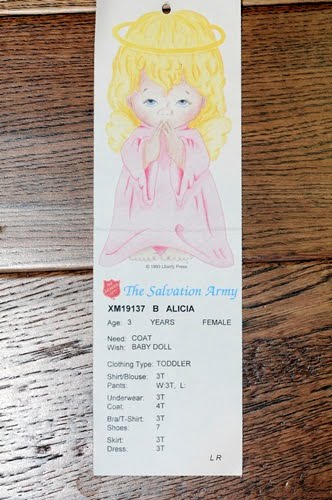 © 1993 Liberty Press
The Salvation Army
XM19137 B ALICIA
Age: 3 YEARS FEMALE
Need: COAT
Wish: BABY DOLL
Clothing Type: TODDLER
Shirt/Blouse: 3T
Pants: W:3T, L:
Underwear: 3T
Coat: 4T
Bra/T-Shirt: 3T
Shoes: 7
Skirt: 3T
Dress: 3T
L R